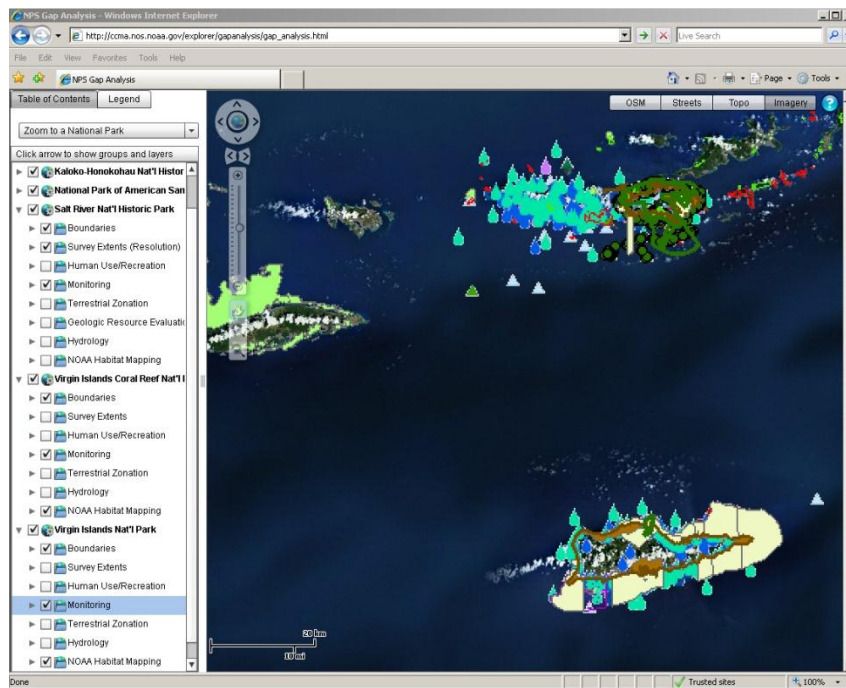 NPS Gap Analysis - Windows Internet Explorer
http://ccma.nos.noaa.gov/explorer/gapanalysis/gap_analysis.html
Live Search
File Edit View Favorites Tools Help
NPS Gap Analysis
Page Tools
Table of Contents Legend
OSM Streets Topo Imagery ?
Zoom to a National Park
Click arrow to show groups and layers
Kaloko-Honokohau Nat'l Histor
National Park of American San
Salt River Nat'l Historic Park
Boundaries
Survey Extents (Resolution)
Human Use/Recreation
Monitoring
Terrestrial Zonation
Geologic Resource Evaluatio
Hydrology
NOAA Habitat Mapping
Virgin Islands Coral Reef Nat'l
Boundaries
Survey Extents
Human Use/Recreation
Monitoring
Terrestrial Zonation
Hydrology
NOAA Habitat Mapping
Virgin Islands Nat'l Park
Boundaries
Survey Extents
Human Use/Recreation
Monitoring
Terrestrial Zonation
Hydrology
NOAA Habitat Mapping
20 km
10 mi
Done
Trusted sites
100%